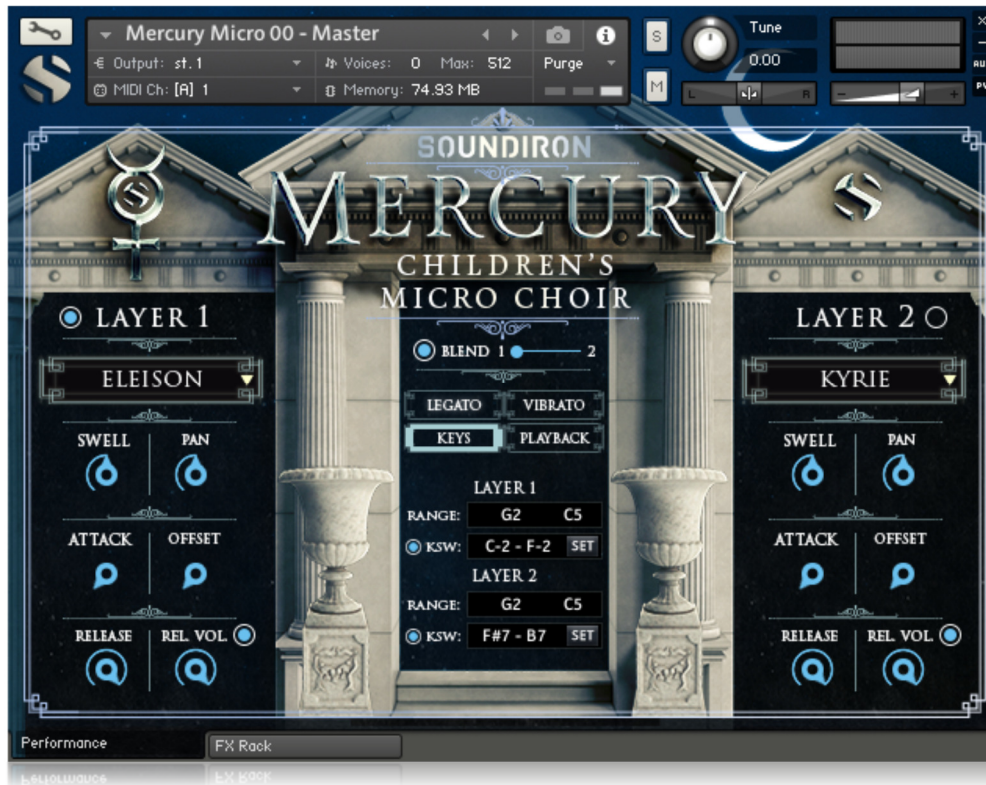 Mercury Micro 00 - Master
Output: st. 1
Voices: 0 Max: 512
Purge
MIDI Ch: [A] 1
Memory: 74.93 MB
S
M
Tune
0.00
L R
- +
AU
PV
SOUNDIRON
MERCURY
CHILDREN'S
MICRO CHOIR
LAYER 1
ELEISON
SWELL PAN
ATTACK OFFSET
RELEASE REL. VOL.
BLEND 1 2
LEGATO VIBRATO
KEYS PLAYBACK
LAYER 1
RANGE: G2 C5
KSW: C-2 - F-2 SET
LAYER 2
RANGE: G2 C5
KSW: F#7 - B7 SET
LAYER 2
KYRIE
SWELL PAN
ATTACK OFFSET
RELEASE REL. VOL.
Performance
FX Rack